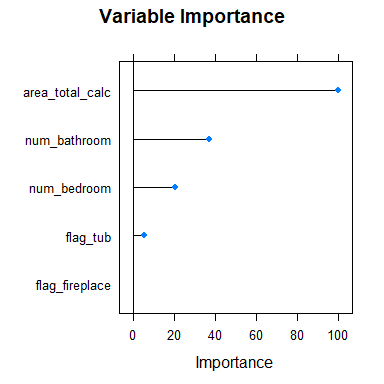 Variable Importance
area_total_calc
num_bathroom
num_bedroom
flag_tub
flag_fireplace
0 20 40 60 80 100
Importance